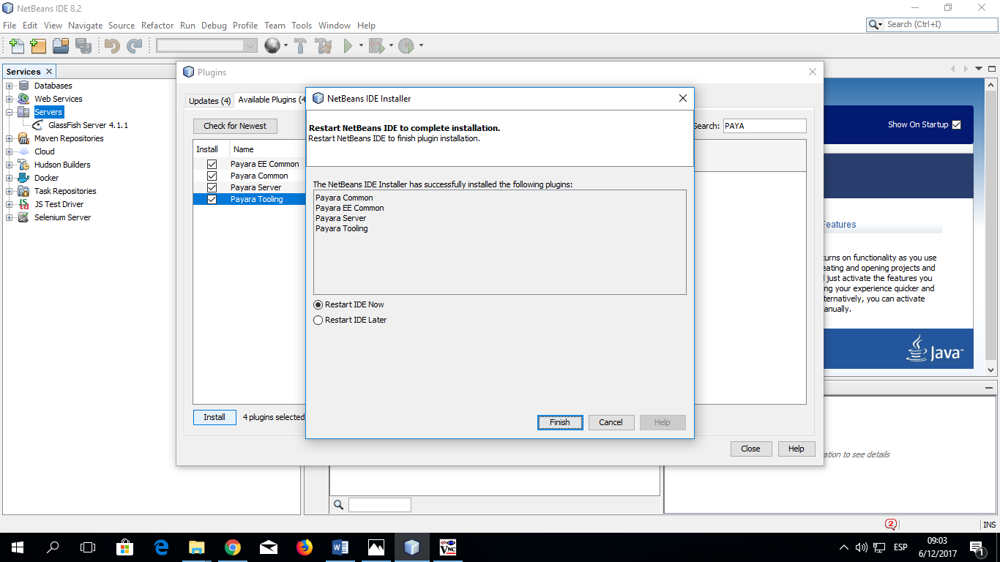 NetBeans IDE 8.2
File Edit View Navigate Source Refactor Run Debug Profile Team Tools Window Help
Search (Ctrl+I)
Services
Databases
Web Services
Servers
GlassFish Server 4.1.1
Maven Repositories
Cloud
Hudson Builders
Docker
Task Repositories
JS Test Driver
Selenium Server
Plugins
Updates (4)
Available Plugins (4
Check for Newest
Search:
PAYA
Install Name
Payara EE Common
Payara Common
Payara Server
Payara Tooling
Install
4 plugins selected
Close
Help
NetBeans IDE Installer
Restart NetBeans IDE to complete installation.
Restart NetBeans IDE to finish plugin installation.
The NetBeans IDE Installer has successfully installed the following plugins:
Payara Common
Payara EE Common
Payara Server
Payara Tooling
Restart IDE Now
Restart IDE Later
Finish
Cancel
Help
Show On Startup
Features
urns on functionality as you use
eating and opening projects and
just activate the features you
ng your experience quicker and
ternatively, you can activate
anually.
Java
ation to see details
2
INS
VNC
ESP
09:03
6/12/2017
1